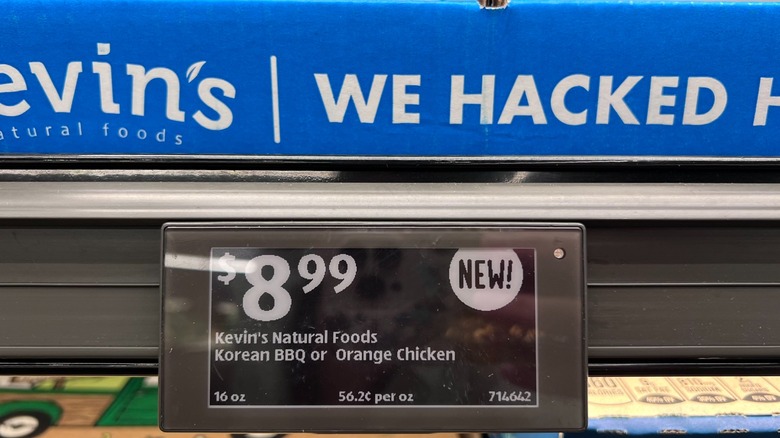 evin's
atural foods
WE HACKED H
$8.99
NEW!
Kevin's Natural Foods
Korean BBQ or Orange Chicken
16 oz 56.2¢ per oz 714642